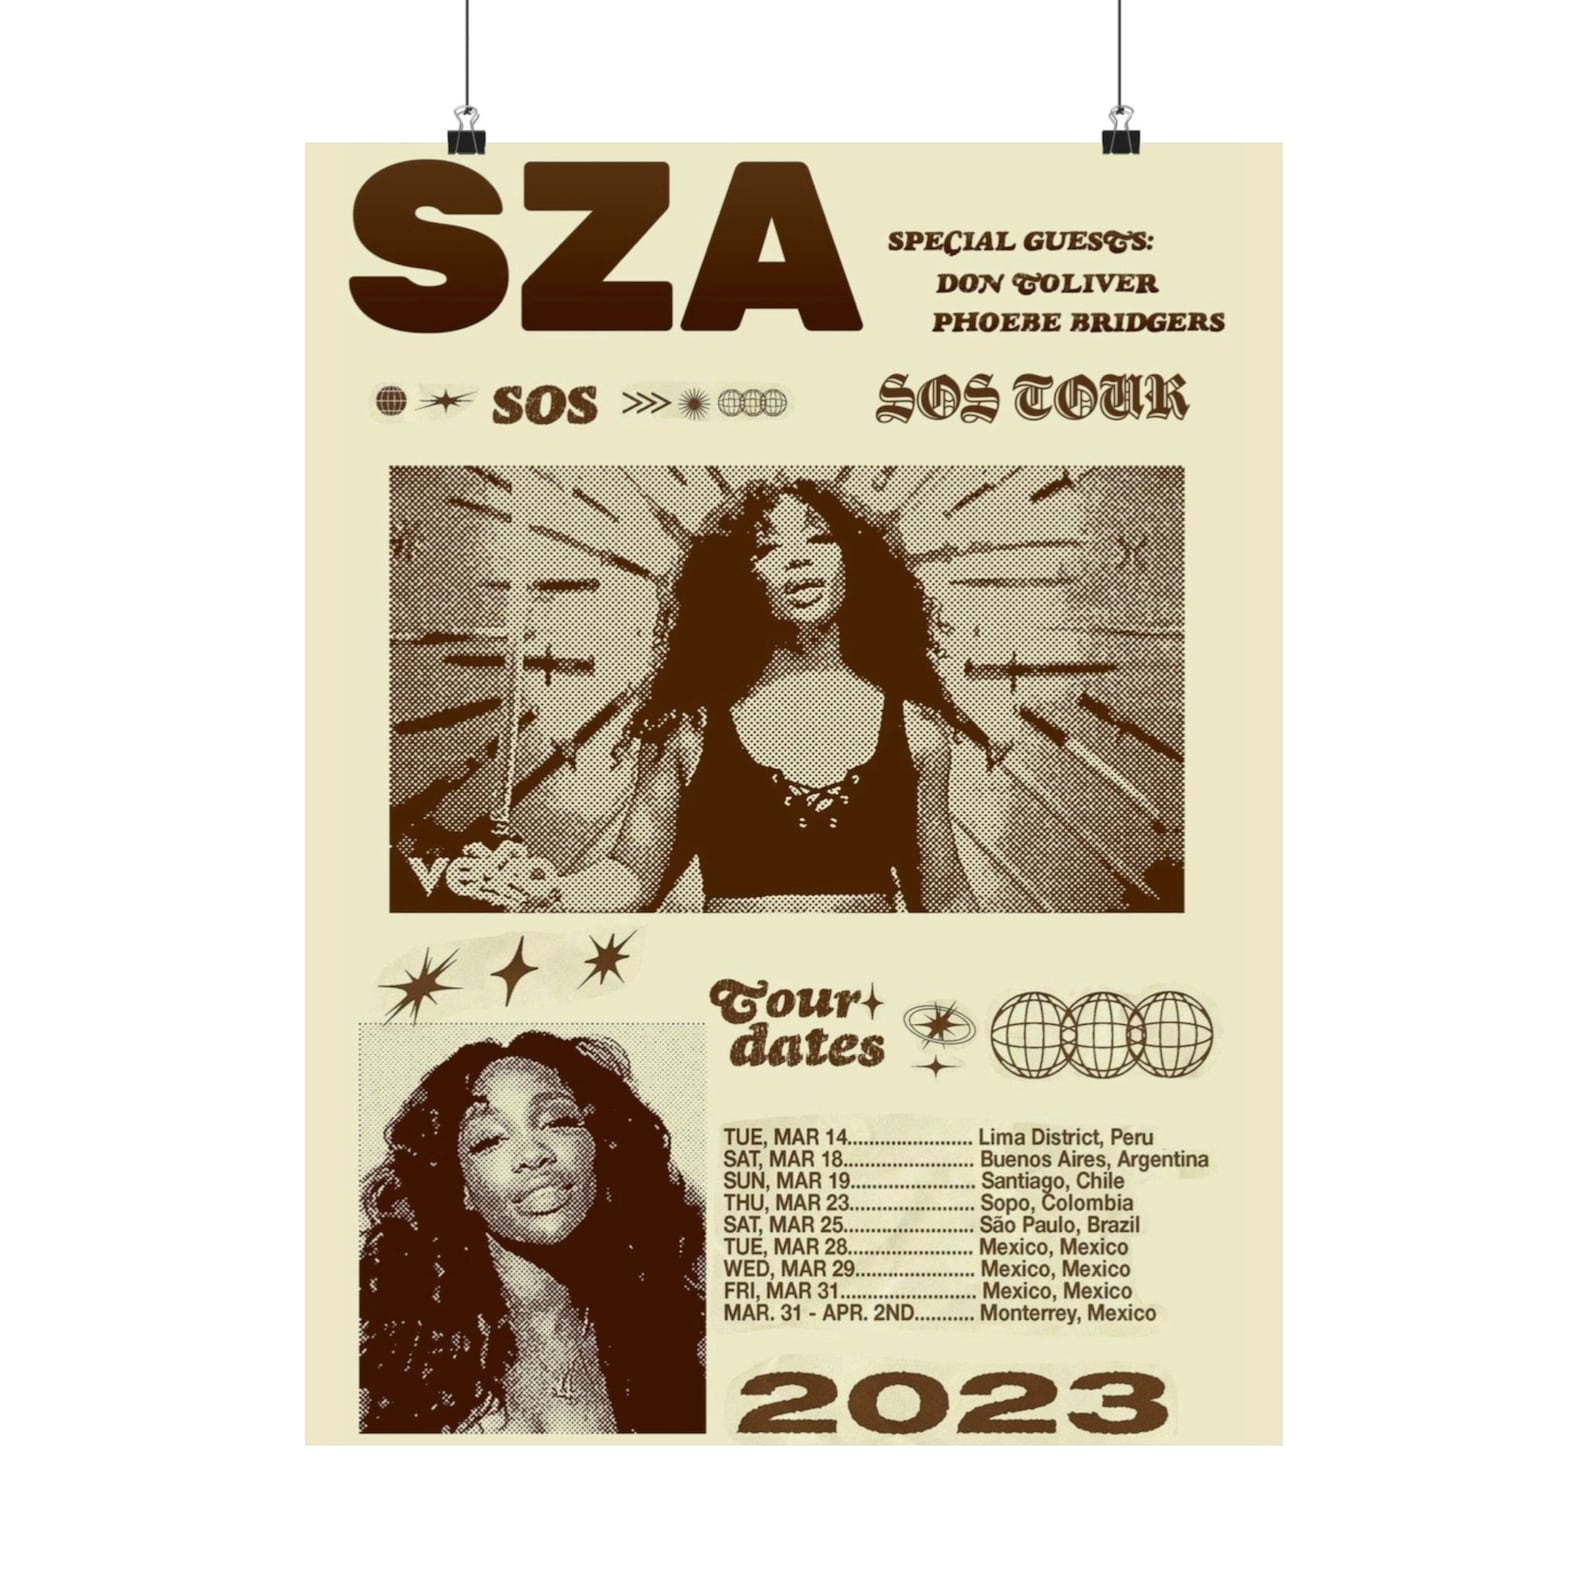 SZA
SPECIAL GUESTS:
DON TOLIVER
PHOEBE BRIDGERS
SOS
SOS TOUR
vevo
Tour
dates
TUE, MAR 14....................... Lima District, Peru
SAT, MAR 18........................ Buenos Aires, Argentina
SUN, MAR 19....................... Santiago, Chile
THU, MAR 23....................... Sopo, Colombia
SAT, MAR 25........................ São Paulo, Brazil
TUE, MAR 28....................... Mexico, Mexico
WED, MAR 29...................... Mexico, Mexico
FRI, MAR 31......................... Mexico, Mexico
MAR. 31 - APR. 2ND........... Monterrey, Mexico
2023